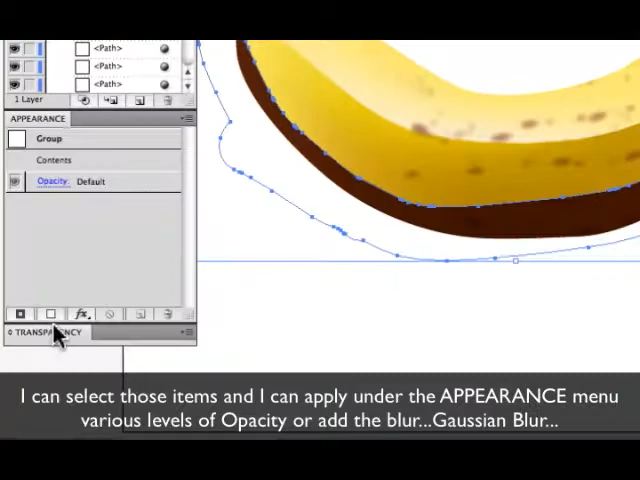 <Path>
<Path>
<Path>
1 Layer
APPEARANCE
Group
Contents
Opacity Default
fx
TRANSPARENCY
I can select those items and I can apply under the APPEARANCE menu
various levels of Opacity or add the blur...Gaussian Blur...